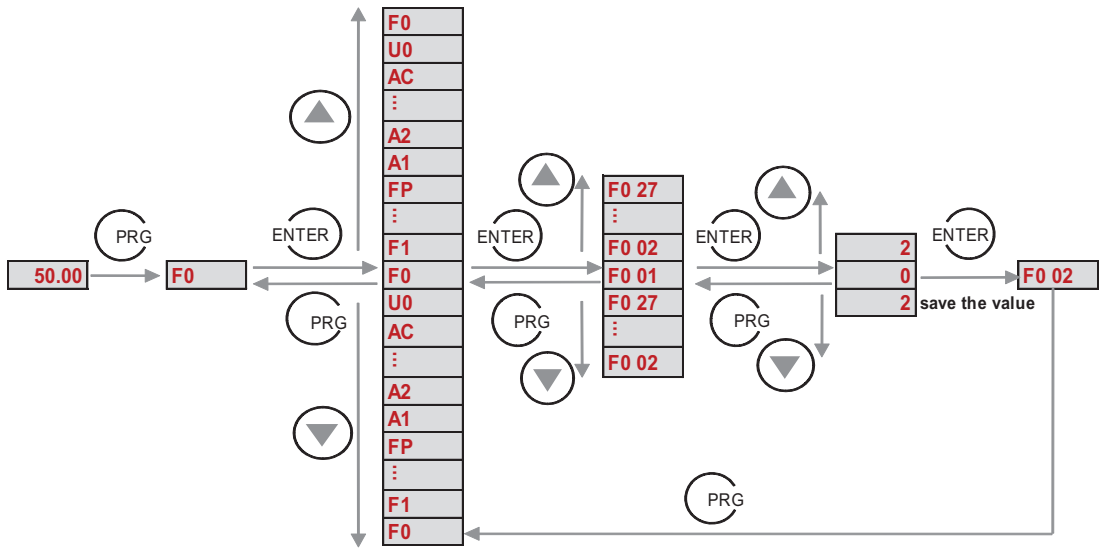 50.00
PRG
F0
ENTER
PRG
F0
U0
AC
⋮
A2
A1
FP
⋮
F1
F0
U0
AC
⋮
A2
A1
FP
⋮
F1
F0
ENTER
PRG
F0 27
⋮
F0 02
F0 01
F0 27
⋮
F0 02
ENTER
PRG
2
0
2 save the value
ENTER
F0 02
PRG